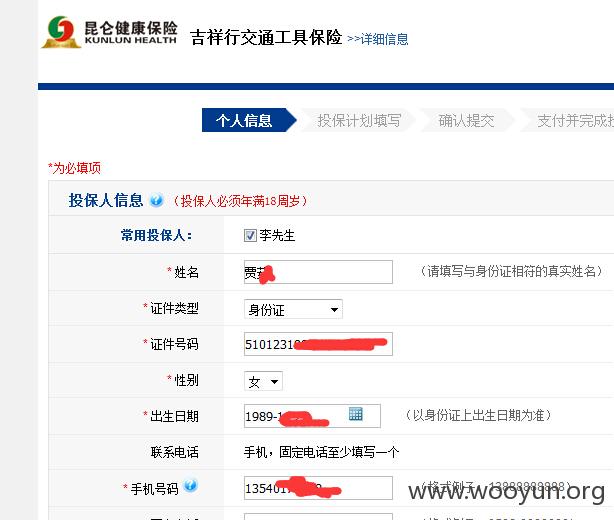 昆仑健康保险
KUNLUN HEALTH
吉祥行交通工具保险 >>详细信息
个人信息 投保计划填写 确认提交 支付并完成投
*为必填项
投保人信息 (投保人必须年满18周岁)
常用投保人: 李先生
*姓名 贾 (请填写与身份证相符的真实姓名)
*证件类型 身份证
*证件号码 5101231
*性别 女
*出生日期 1989-1 (以身份证上出生日期为准)
联系电话 手机，固定电话至少填写一个
*手机号码 135401 (格式例子：13888888888)
www.wooyun.org